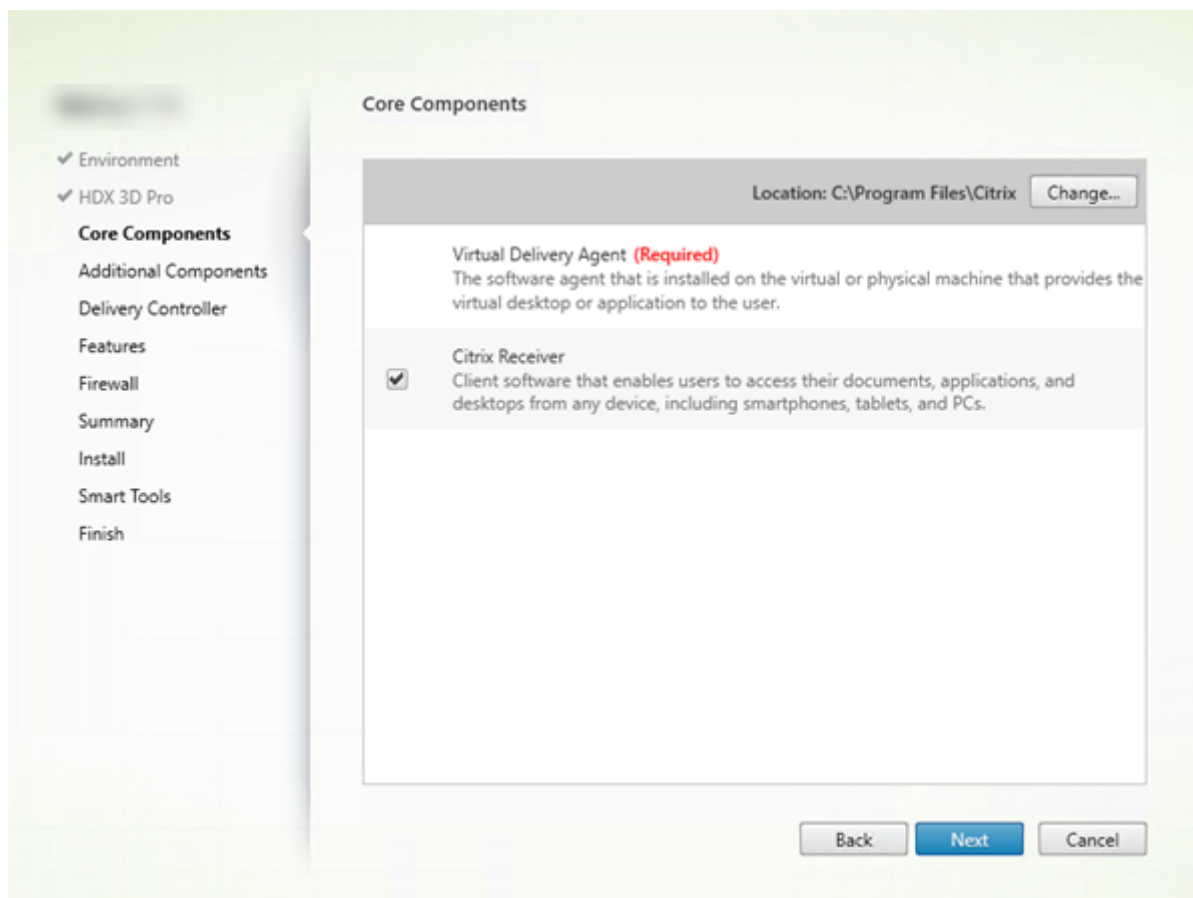 Core Components
Environment
HDX 3D Pro
Core Components
Additional Components
Delivery Controller
Features
Firewall
Summary
Install
Smart Tools
Finish
Location: C:\Program Files\Citrix Change...
Virtual Delivery Agent (Required)
The software agent that is installed on the virtual or physical machine that provides the
virtual desktop or application to the user.
Citrix Receiver
Client software that enables users to access their documents, applications, and
desktops from any device, including smartphones, tablets, and PCs.
Back Next Cancel